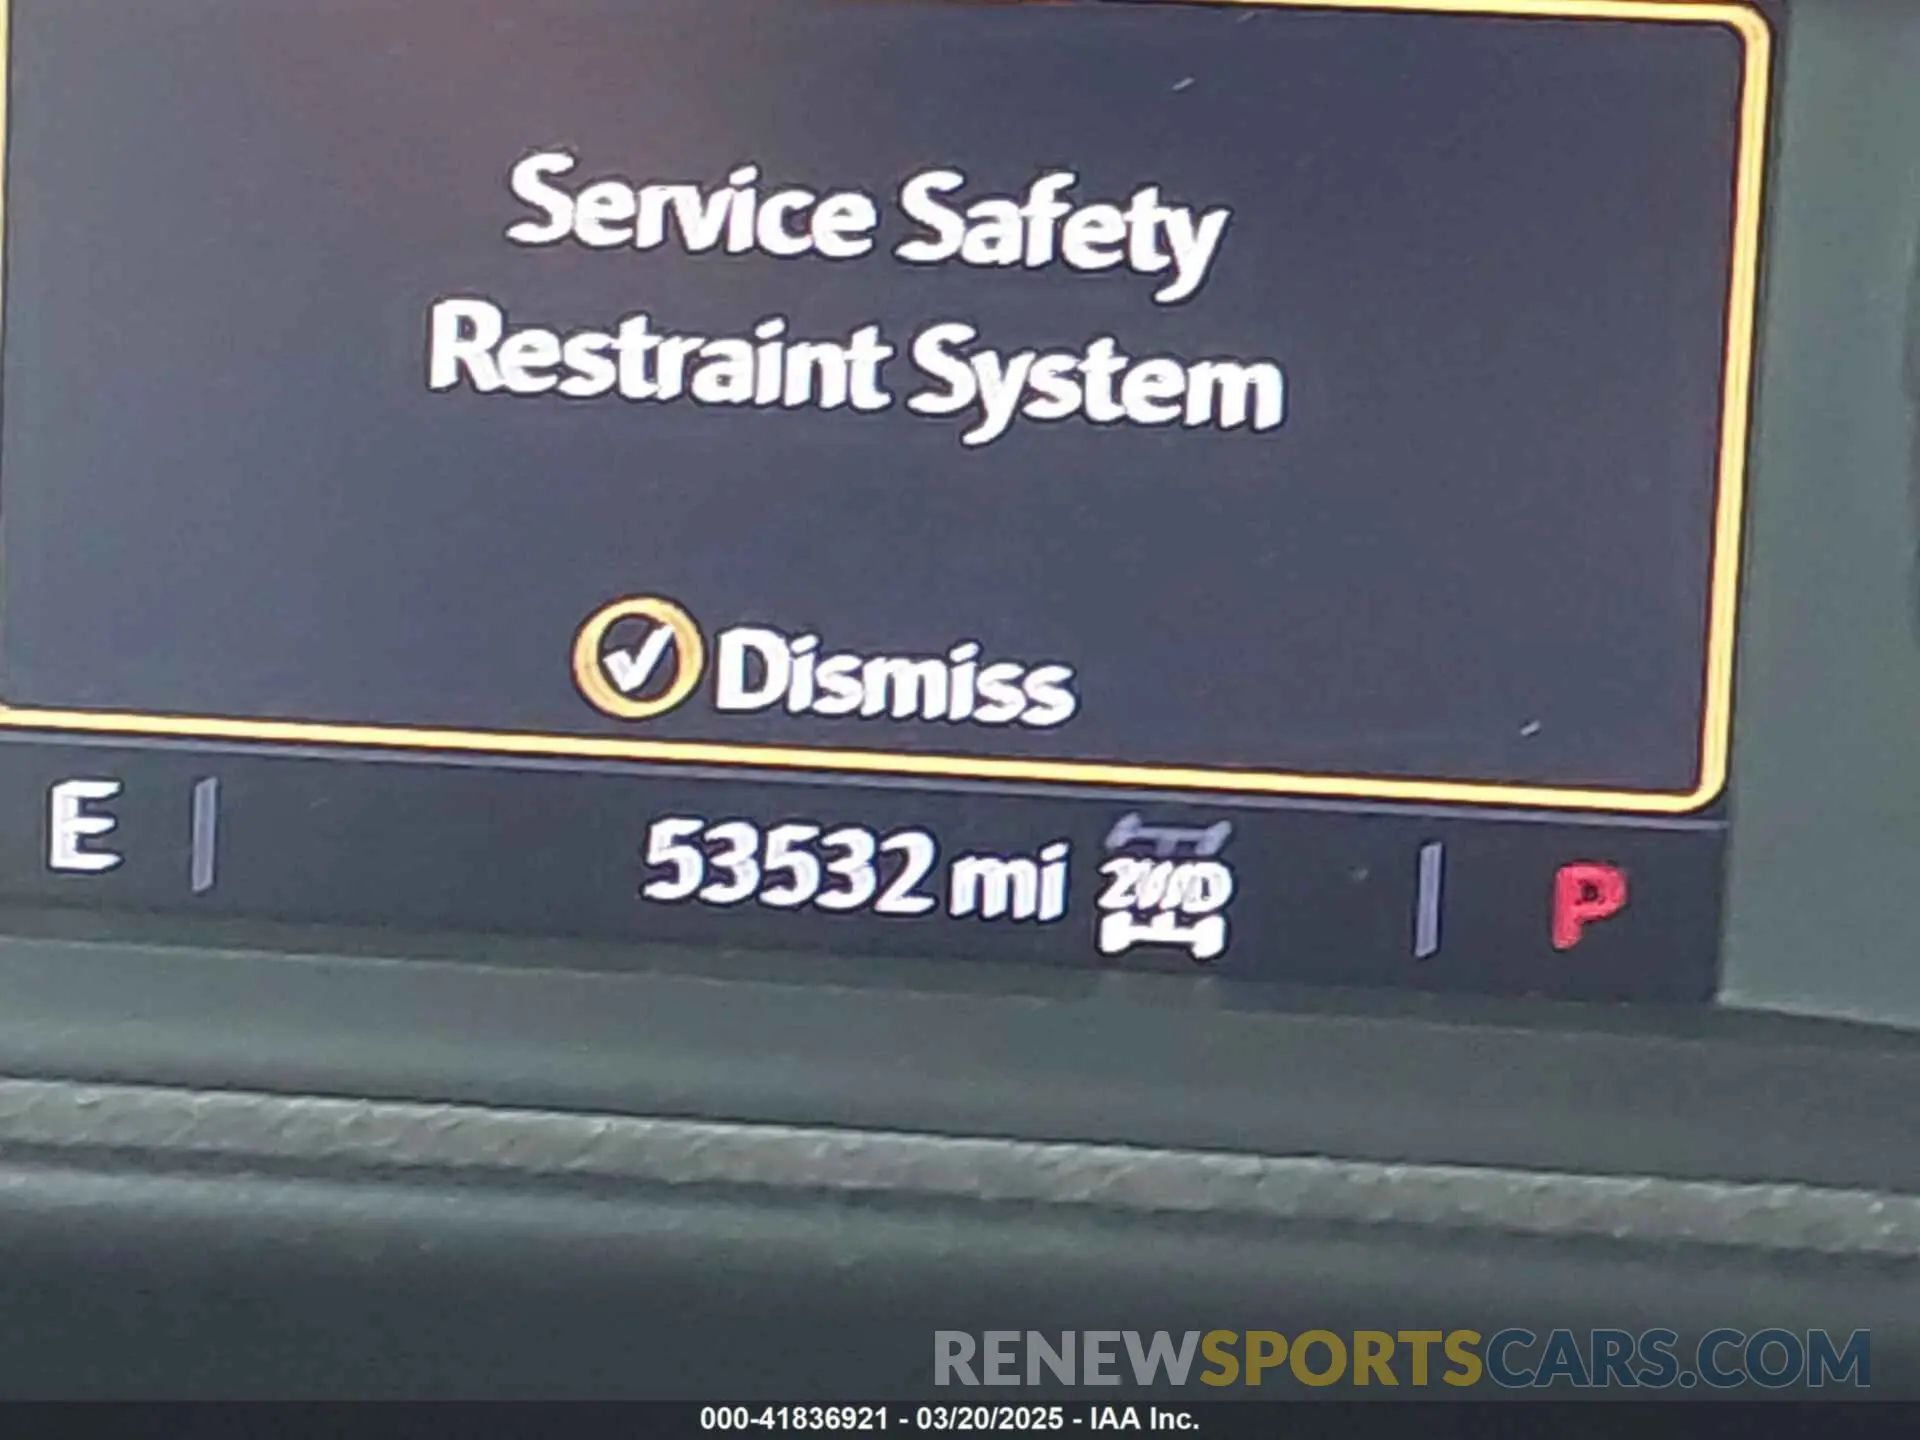 Service Safety
Restraint System
Dismiss
E 53532 mi 2WD P
RENEWSPORTSCARS.COM
000-41836921 - 03/20/2025 - IAA Inc.